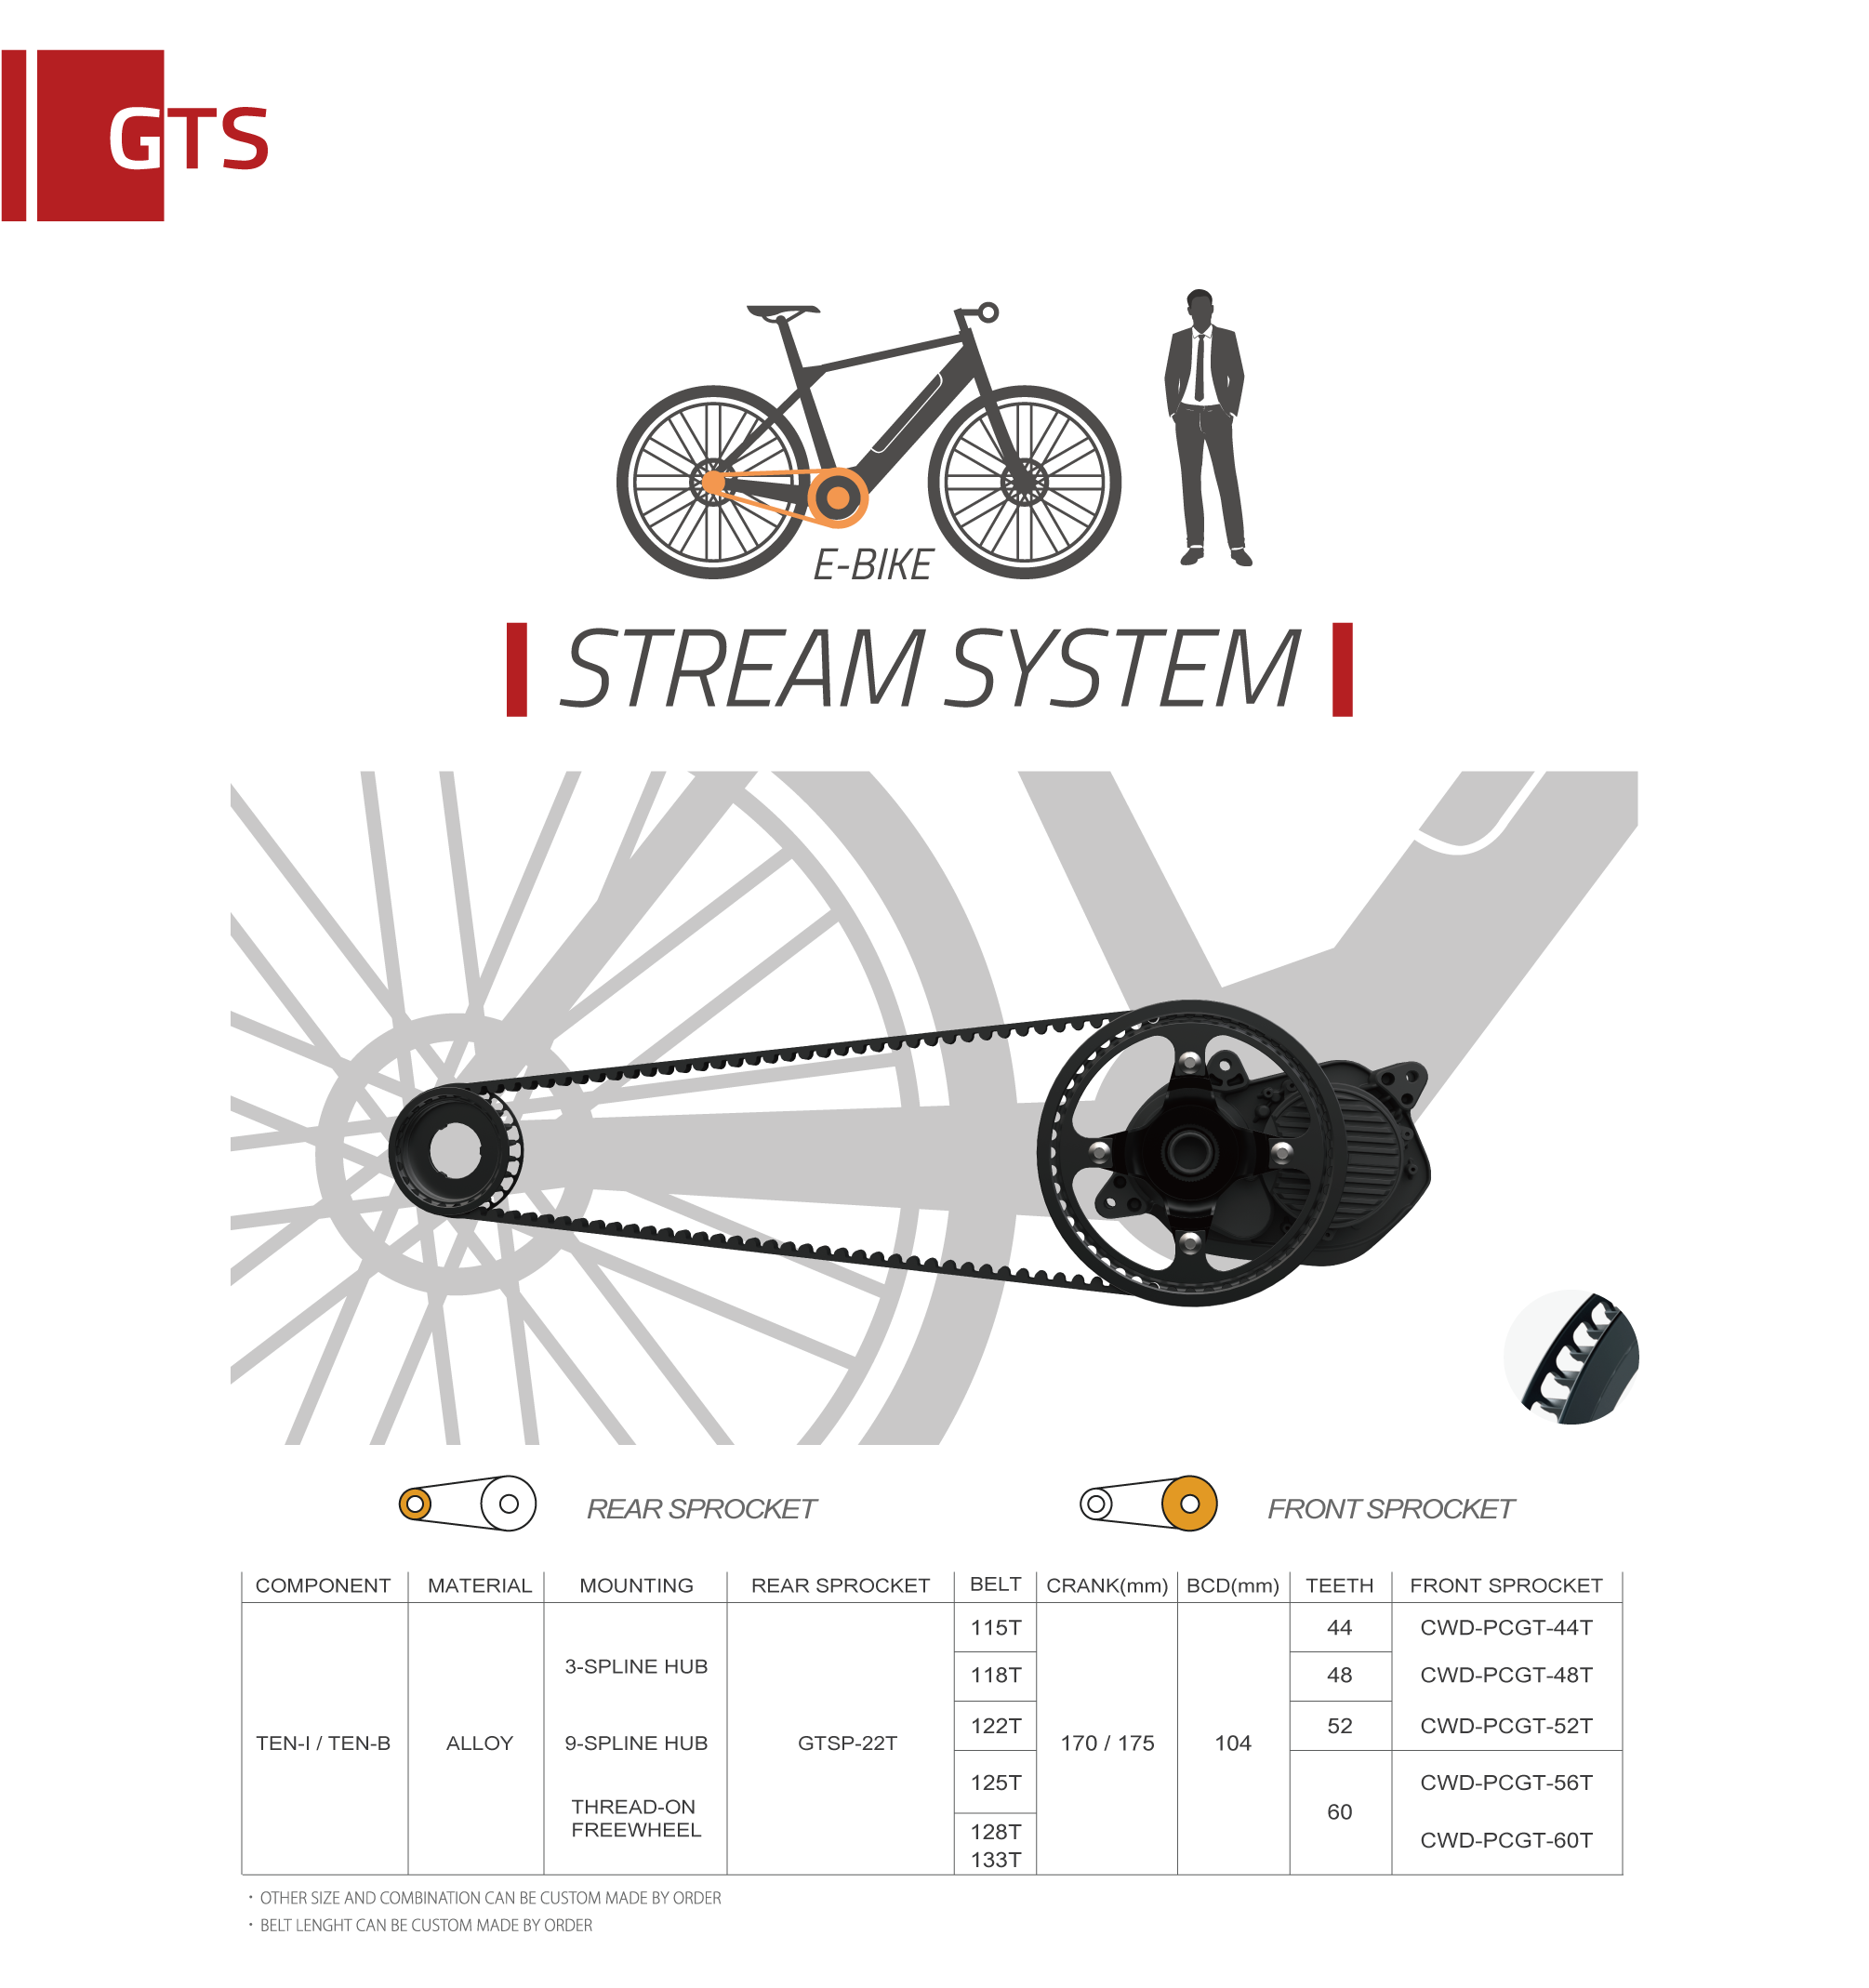 GTS
E-BIKE
STREAM SYSTEM
REAR SPROCKET
FRONT SPROCKET
COMPONENT MATERIAL MOUNTING REAR SPROCKET BELT CRANK(mm) BCD(mm) TEETH FRONT SPROCKET
115T 44 CWD-PCGT-44T
3-SPLINE HUB
118T 48 CWD-PCGT-48T
122T 52 CWD-PCGT-52T
TEN-I / TEN-B ALLOY 9-SPLINE HUB GTSP-22T 170 / 175 104
125T CWD-PCGT-56T
THREAD-ON
60
FREEWHEEL
128T CWD-PCGT-60T
133T
· OTHER SIZE AND COMBINATION CAN BE CUSTOM MADE BY ORDER
· BELT LENGHT CAN BE CUSTOM MADE BY ORDER